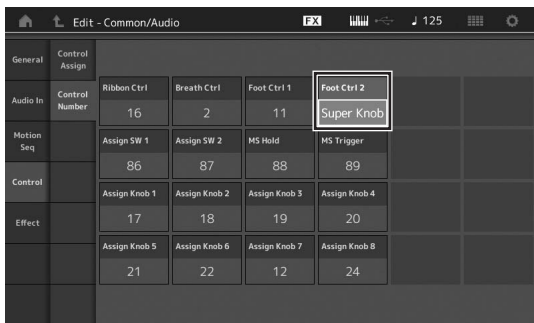 Edit - Common/Audio FX 125
General Control Assign
Audio In Control Number
Motion Seq
Control
Effect
Ribbon Ctrl Breath Ctrl Foot Ctrl 1 Foot Ctrl 2
16 2 11 Super Knob
Assign SW 1 Assign SW 2 MS Hold MS Trigger
86 87 88 89
Assign Knob 1 Assign Knob 2 Assign Knob 3 Assign Knob 4
17 18 19 20
Assign Knob 5 Assign Knob 6 Assign Knob 7 Assign Knob 8
21 22 12 24